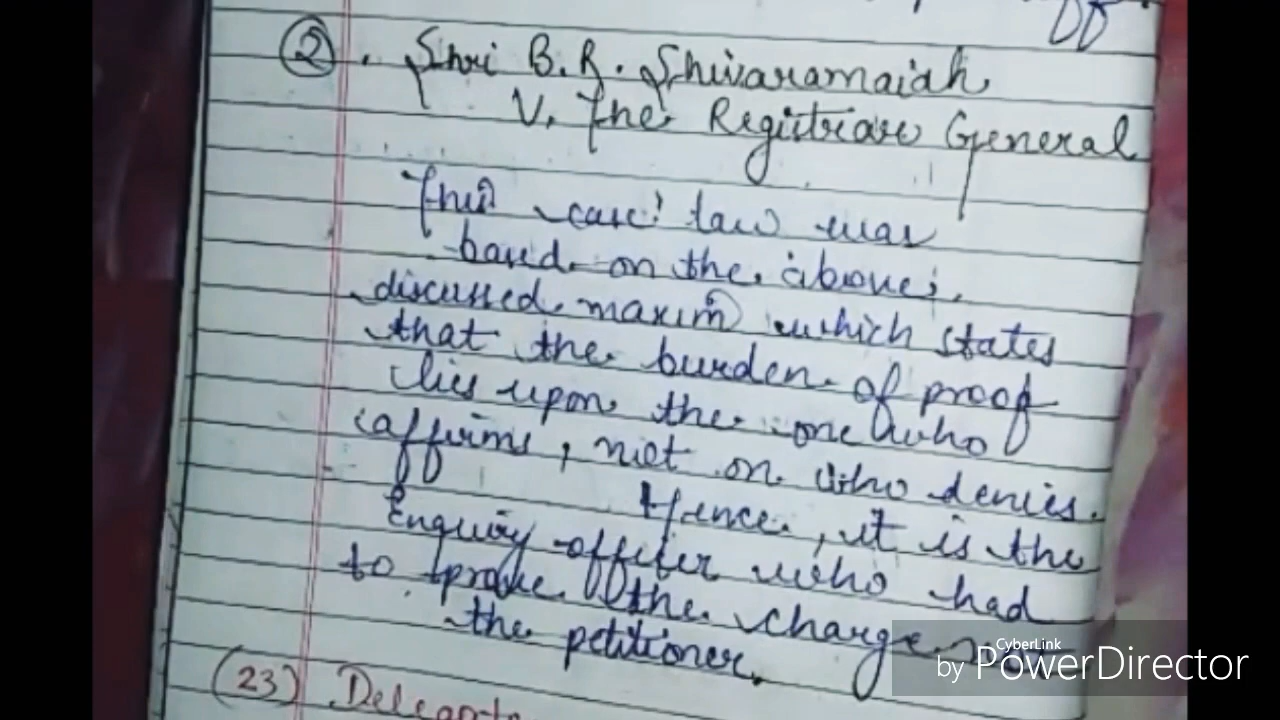 ②. Shri B.R. Shivaramaiah
V. The Registrar General
This case law was
based on the above
discussed maxim which states
that the burden of proof
lies upon the one who
affirms, not on who denies.
Hence, it is the
Enquiry officer who had
to prove the charge
the petitioner.
(23)
CyberLink
by PowerDirector